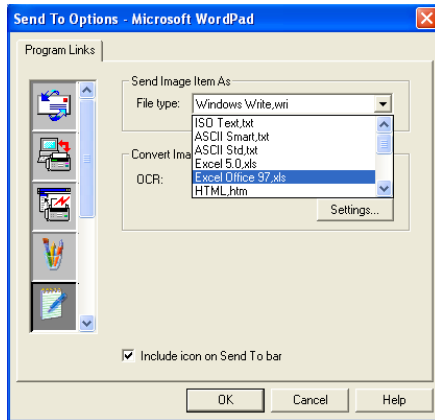 Send To Options - Microsoft WordPad
Program Links
Send Image Item As
File type:
Windows Write,wri
ISO Text,txt
ASCII Smart,txt
ASCII Std,txt
Excel 5.0,xls
Excel Office 97,xls
HTML,htm
Convert Ima
OCR:
Settings...
Include icon on Send To bar
OK
Cancel
Help